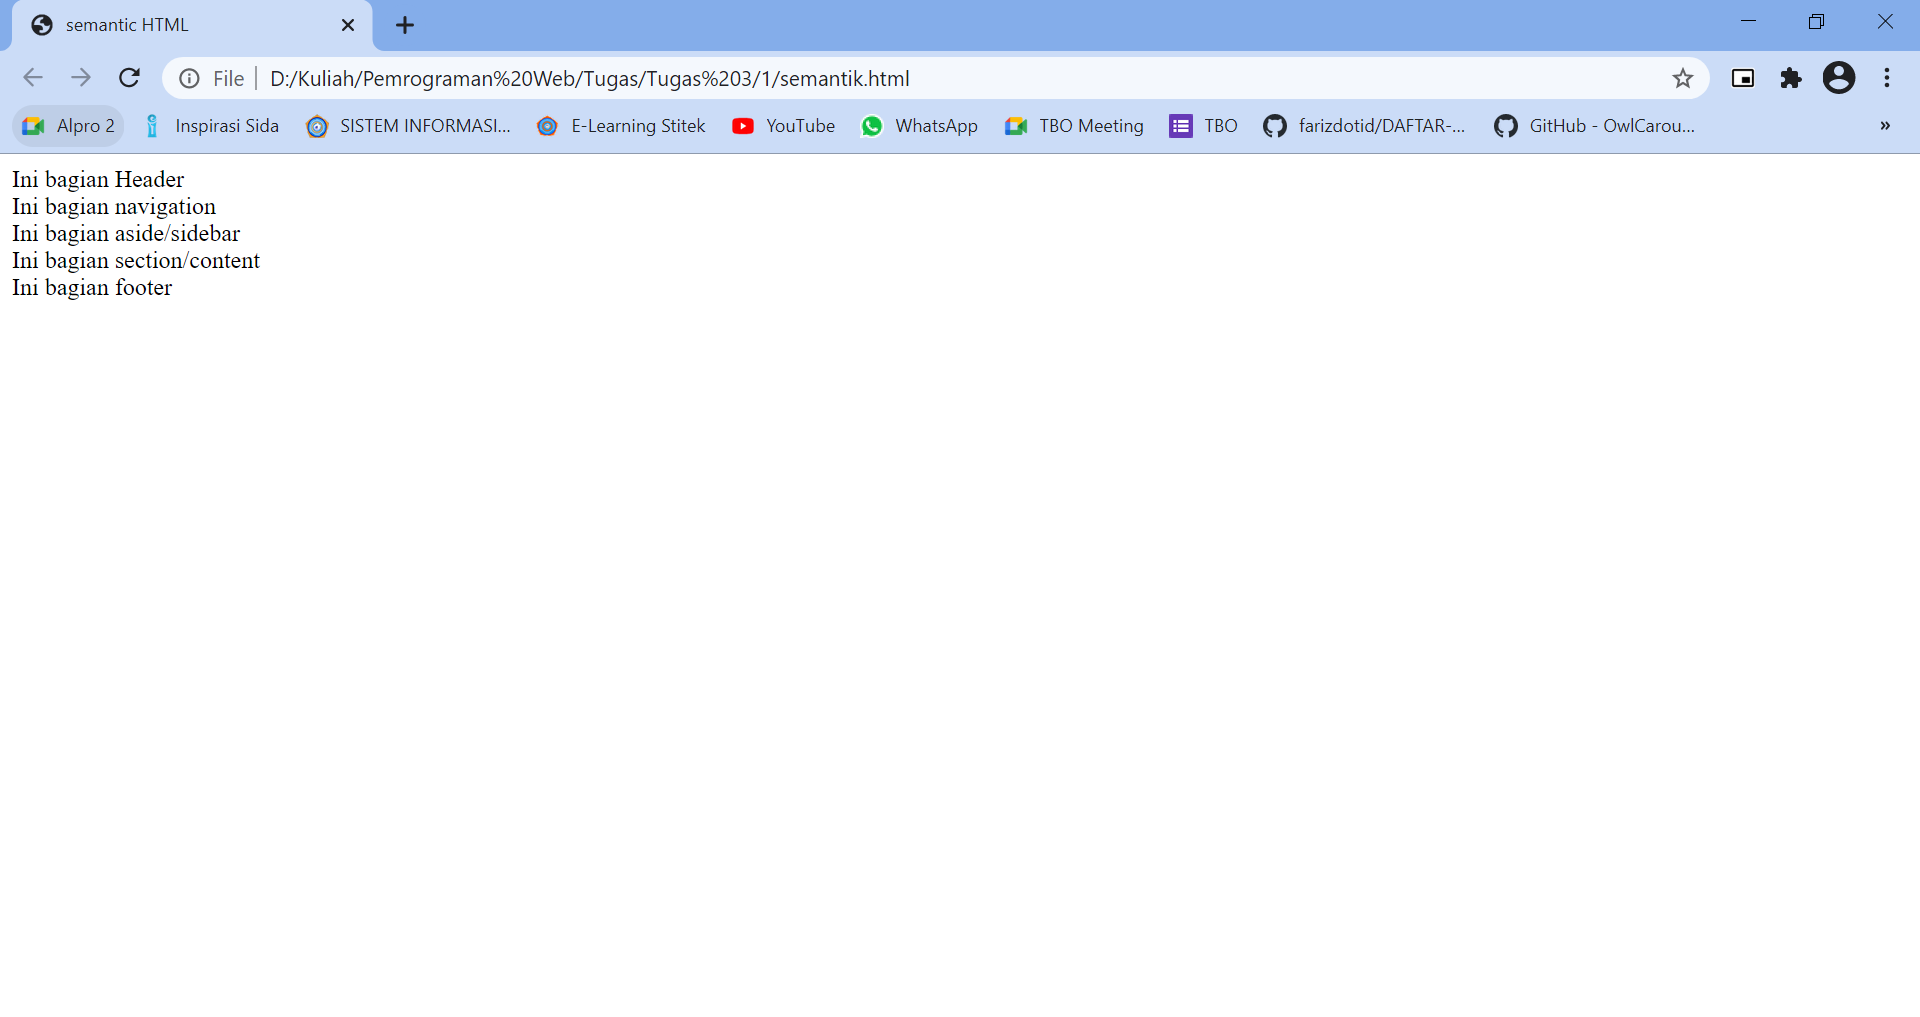 semantic HTML
File D:/Kuliah/Pemrograman%20Web/Tugas/Tugas%203/1/semantik.html
Alpro 2 Inspirasi Sida SISTEM INFORMASI... E-Learning Stitek YouTube WhatsApp TBO Meeting TBO farizdotid/DAFTAR-... GitHub - OwlCarou... »
Ini bagian Header
Ini bagian navigation
Ini bagian aside/sidebar
Ini bagian section/content
Ini bagian footer